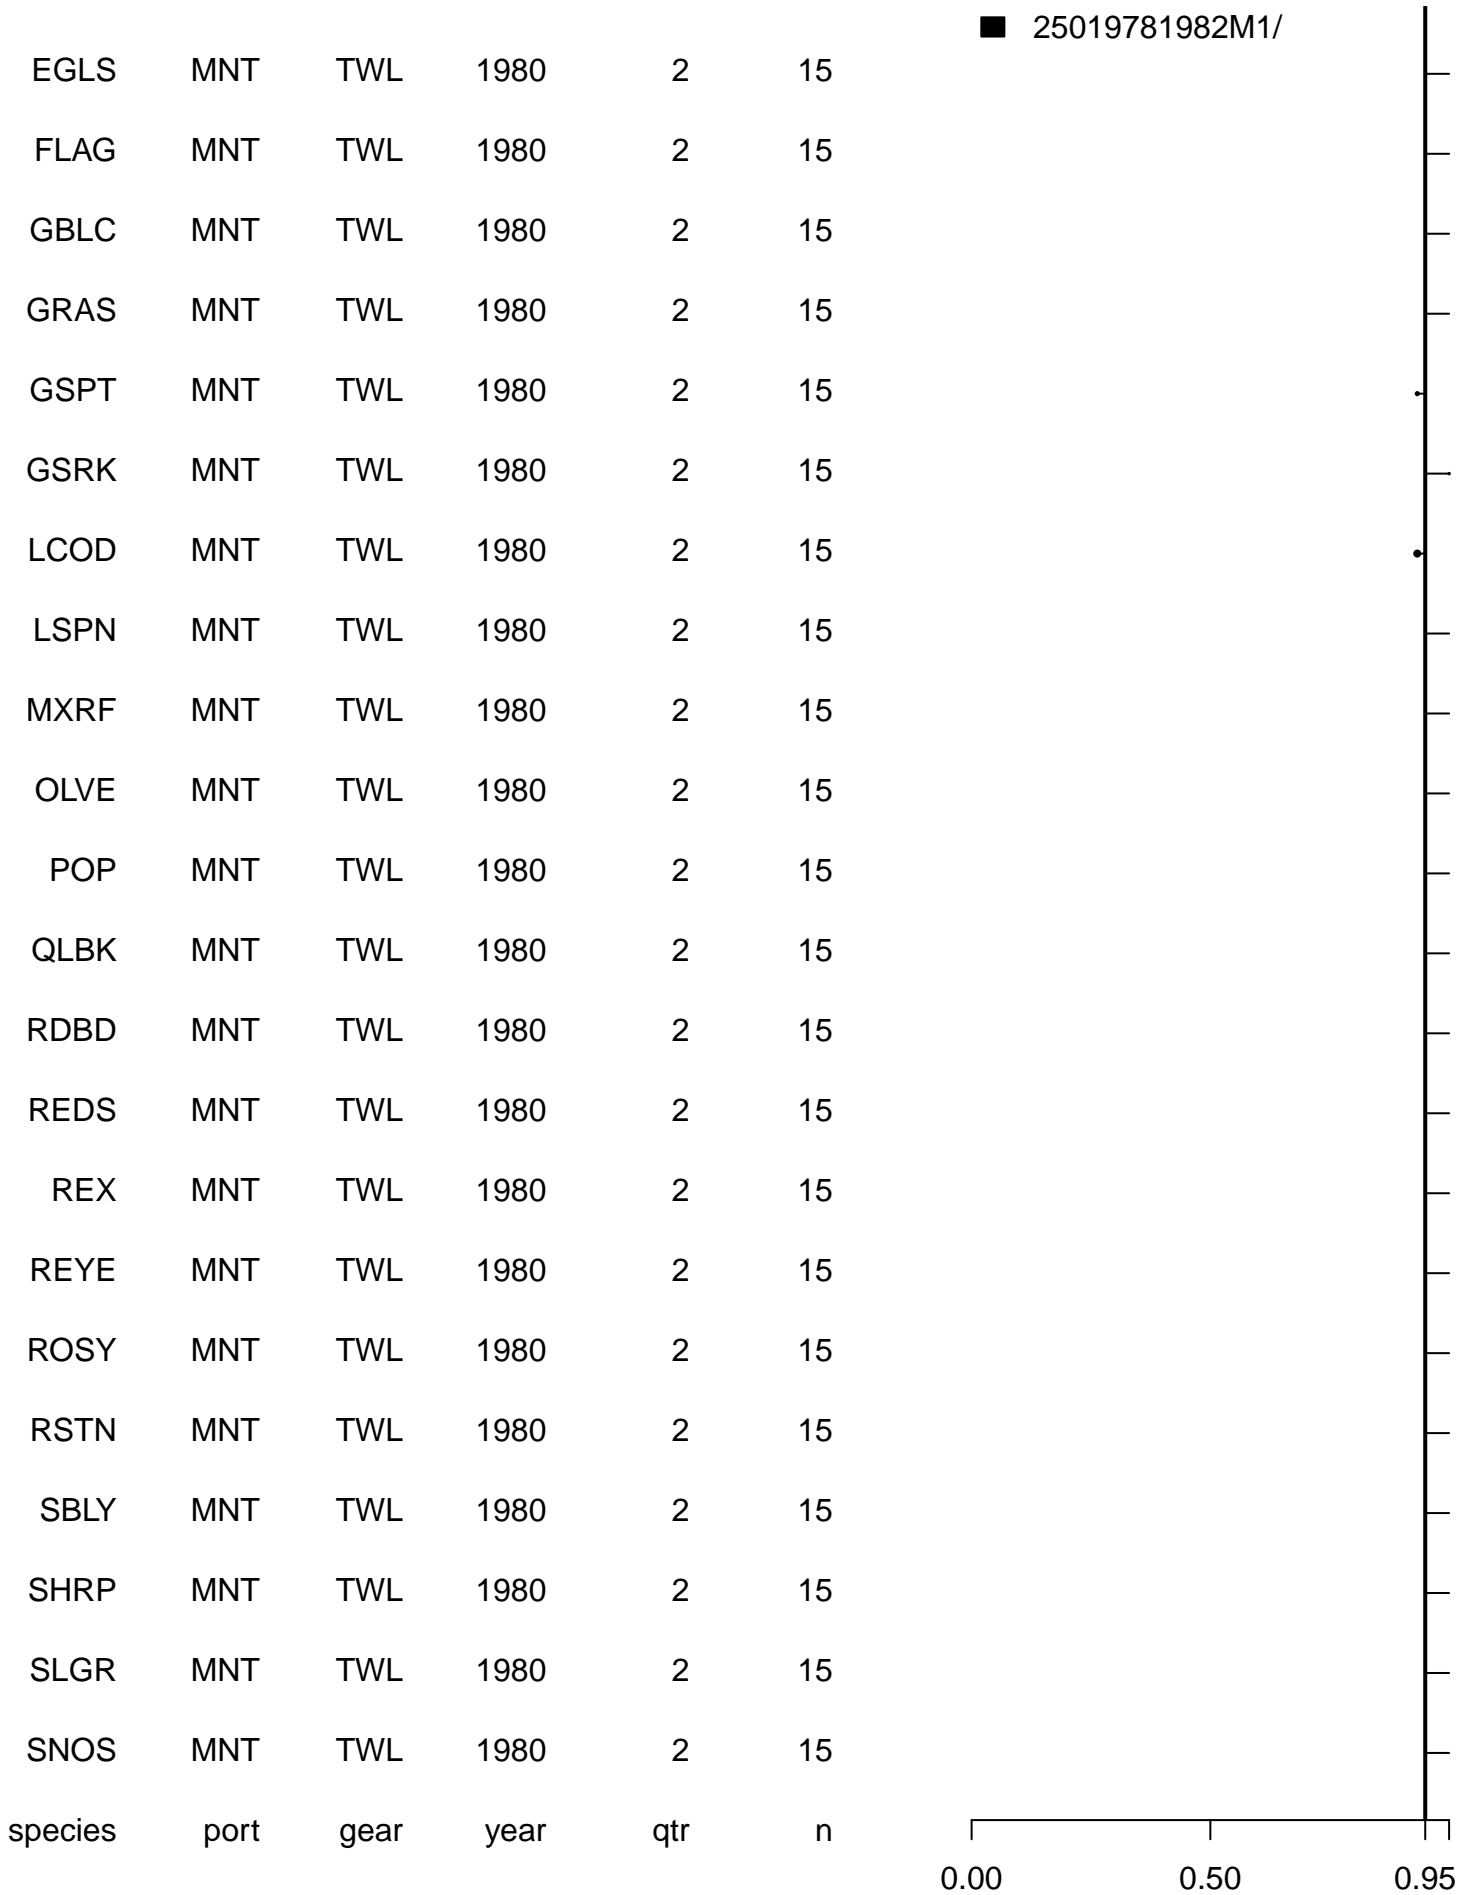 25019781982M1/
EGLS MNT TWL 1980 2 15
FLAG MNT TWL 1980 2 15
GBLC MNT TWL 1980 2 15
GRAS MNT TWL 1980 2 15
GSPT MNT TWL 1980 2 15
GSRK MNT TWL 1980 2 15
LCOD MNT TWL 1980 2 15
LSPN MNT TWL 1980 2 15
MXRF MNT TWL 1980 2 15
OLVE MNT TWL 1980 2 15
POP MNT TWL 1980 2 15
QLBK MNT TWL 1980 2 15
RDBD MNT TWL 1980 2 15
REDS MNT TWL 1980 2 15
REX MNT TWL 1980 2 15
REYE MNT TWL 1980 2 15
ROSY MNT TWL 1980 2 15
RSTN MNT TWL 1980 2 15
SBLY MNT TWL 1980 2 15
SHRP MNT TWL 1980 2 15
SLGR MNT TWL 1980 2 15
SNOS MNT TWL 1980 2 15
species port gear year qtr n
0.00 0.50 0.95